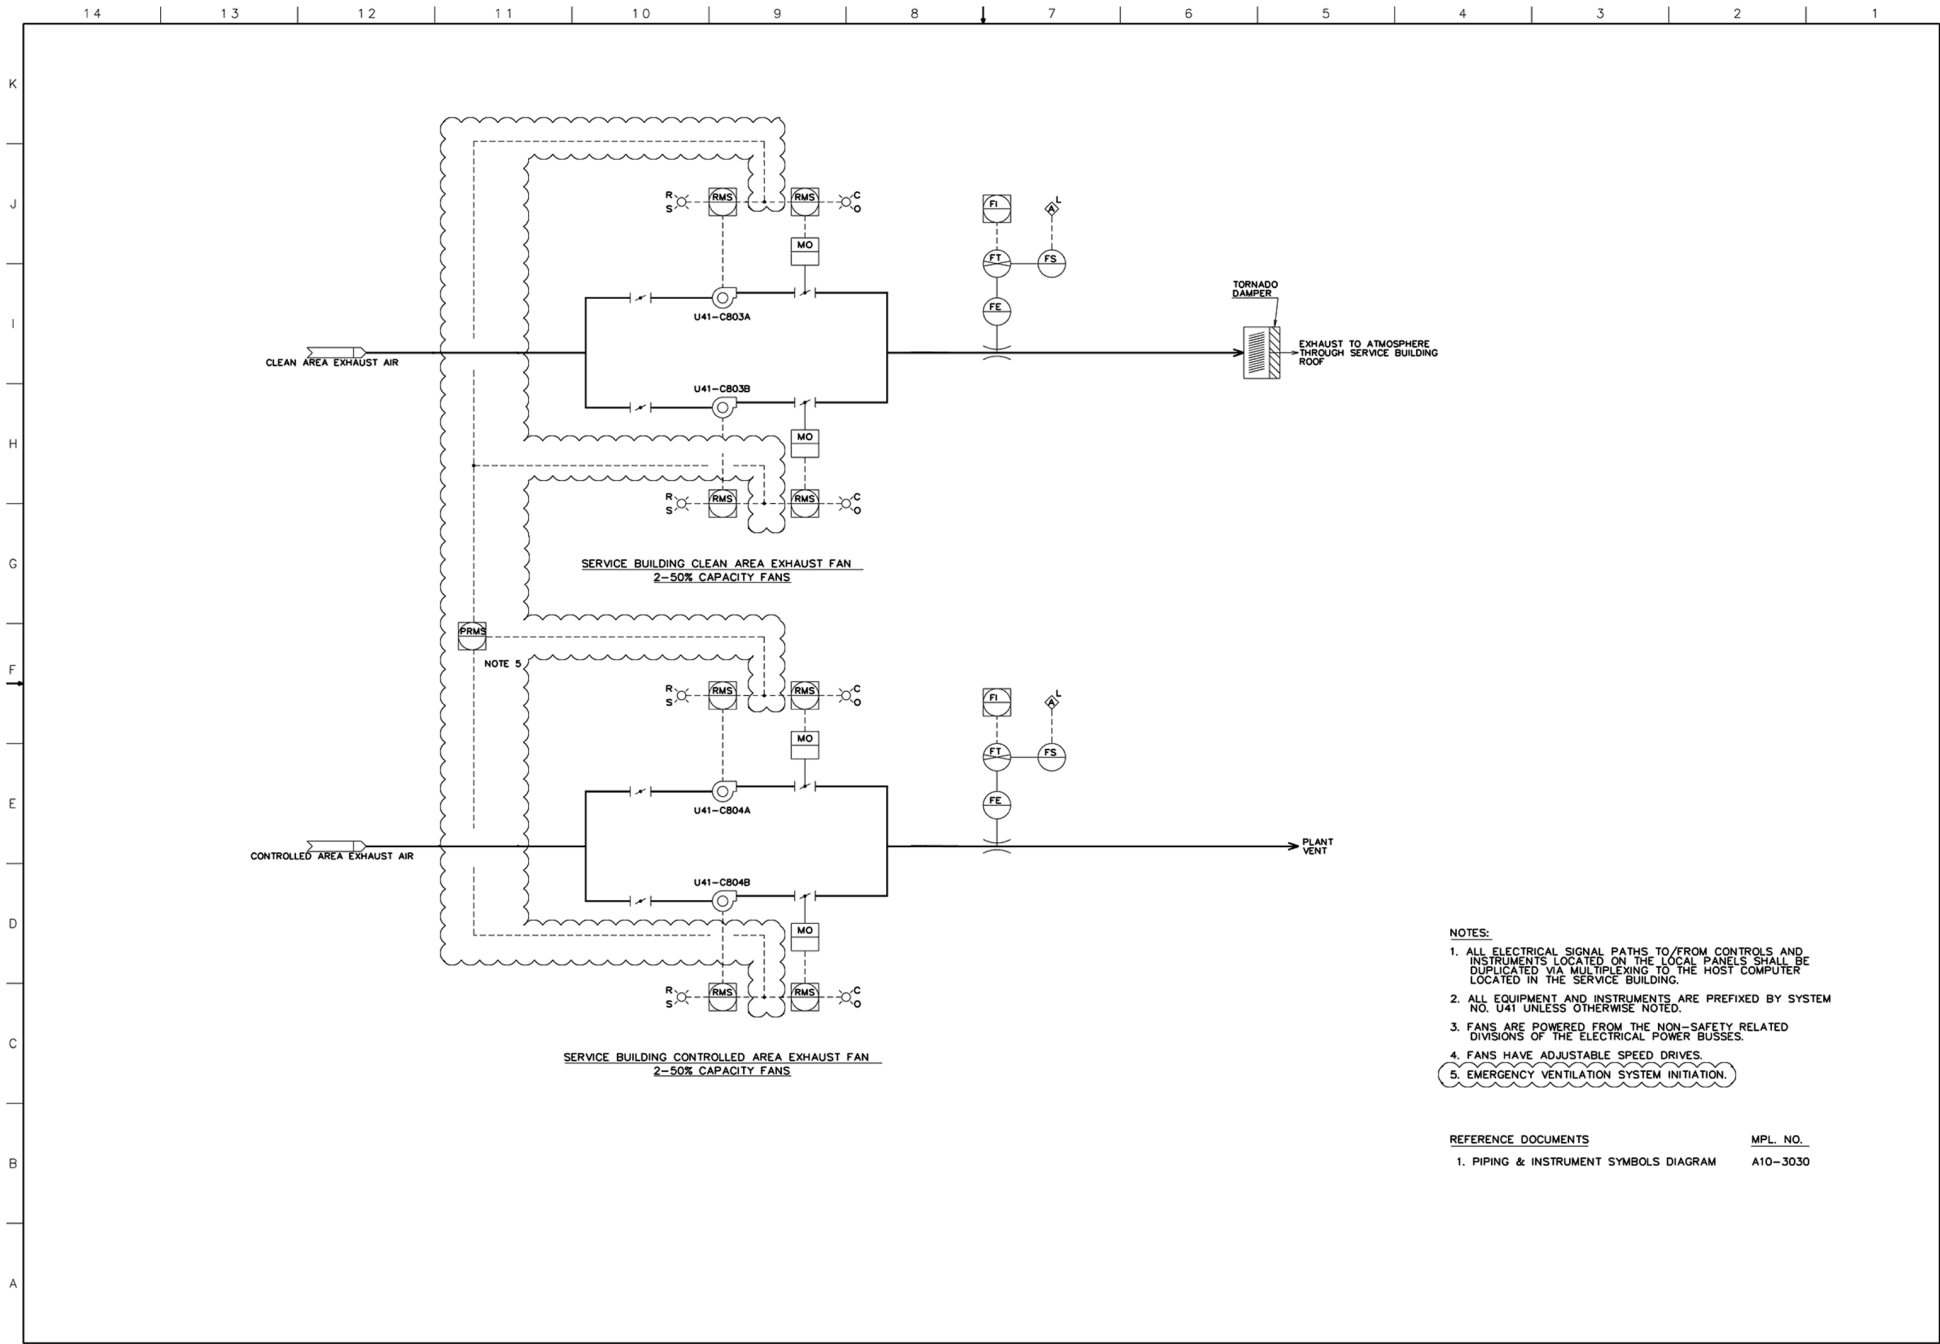 14 13 12 11 10 9 8 7 6 5 4 3 2 1
K
J
I
H
G
F
E
D
C
B
A
R
S
RMS
RMS
C
O
MO
FI
A
L
FT
FS
FE
U41-C803A
TORNADO
DAMPER
CLEAN AREA EXHAUST AIR
EXHAUST TO ATMOSPHERE
THROUGH SERVICE BUILDING
ROOF
U41-C803B
MO
R
S
RMS
RMS
C
O
SERVICE BUILDING CLEAN AREA EXHAUST FAN
2-50% CAPACITY FANS
PRMS
NOTE 5
R
S
RMS
RMS
C
O
MO
FI
A
L
FT
FS
FE
U41-C804A
CONTROLLED AREA EXHAUST AIR
PLANT
VENT
U41-C804B
MO
R
S
RMS
RMS
C
O
SERVICE BUILDING CONTROLLED AREA EXHAUST FAN
2-50% CAPACITY FANS
NOTES:
1. ALL ELECTRICAL SIGNAL PATHS TO/FROM CONTROLS AND
INSTRUMENTS LOCATED ON THE LOCAL PANELS SHALL BE
DUPLICATED VIA MULTIPLEXING TO THE HOST COMPUTER
LOCATED IN THE SERVICE BUILDING.
2. ALL EQUIPMENT AND INSTRUMENTS ARE PREFIXED BY SYSTEM
NO. U41 UNLESS OTHERWISE NOTED.
3. FANS ARE POWERED FROM THE NON-SAFETY RELATED
DIVISIONS OF THE ELECTRICAL POWER BUSSES.
4. FANS HAVE ADJUSTABLE SPEED DRIVES.
5. EMERGENCY VENTILATION SYSTEM INITIATION.
REFERENCE DOCUMENTS MPL. NO.
1. PIPING & INSTRUMENT SYMBOLS DIAGRAM A10-3030